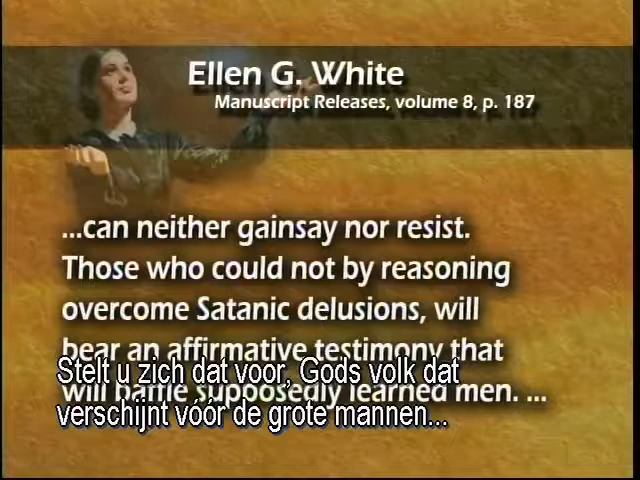 Ellen G. White
Manuscript Releases, volume 8, p. 187
...can neither gainsay nor resist.
Those who could not by reasoning
overcome Satanic delusions, will
bear an affirmative testimony that
will baffle supposedly learned men. ...
Stelt u zich dat voor, Gods volk dat
verschijnt vóór de grote mannen...